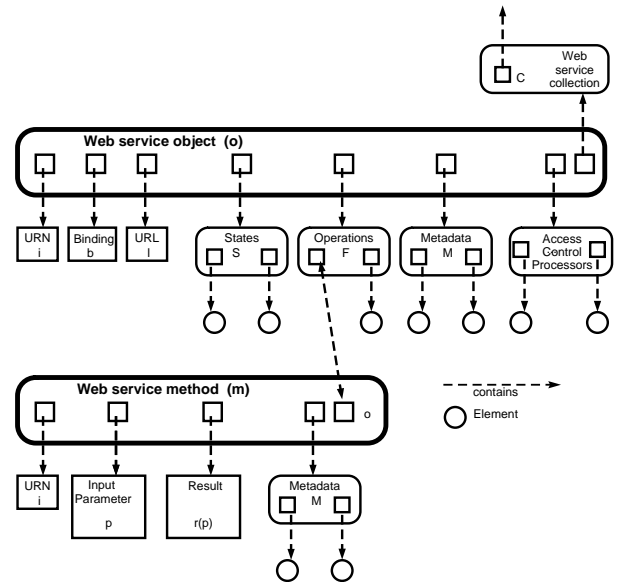 Web
service
collection
C
Web service object (o)
URN
i
Binding
b
URL
l
States
S
Operations
F
Metadata
M
Access
Control
Processors
Web service method (m)
o
contains
Element
URN
i
Input
Parameter
p
Result
r(p)
Metadata
M